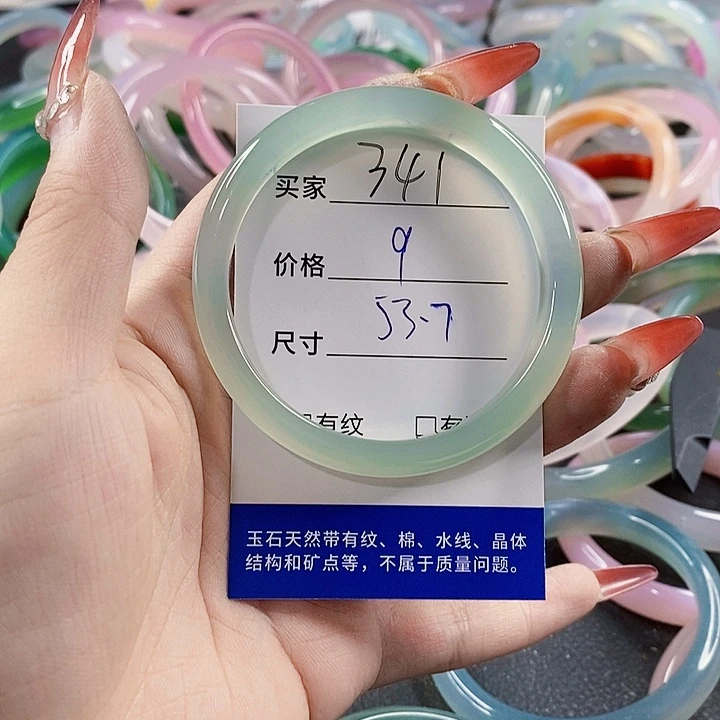 买家 341
价格 9
尺寸 53.7
有纹
玉石天然带有纹、棉、水线、晶体
结构和矿点等，不属于质量问题。